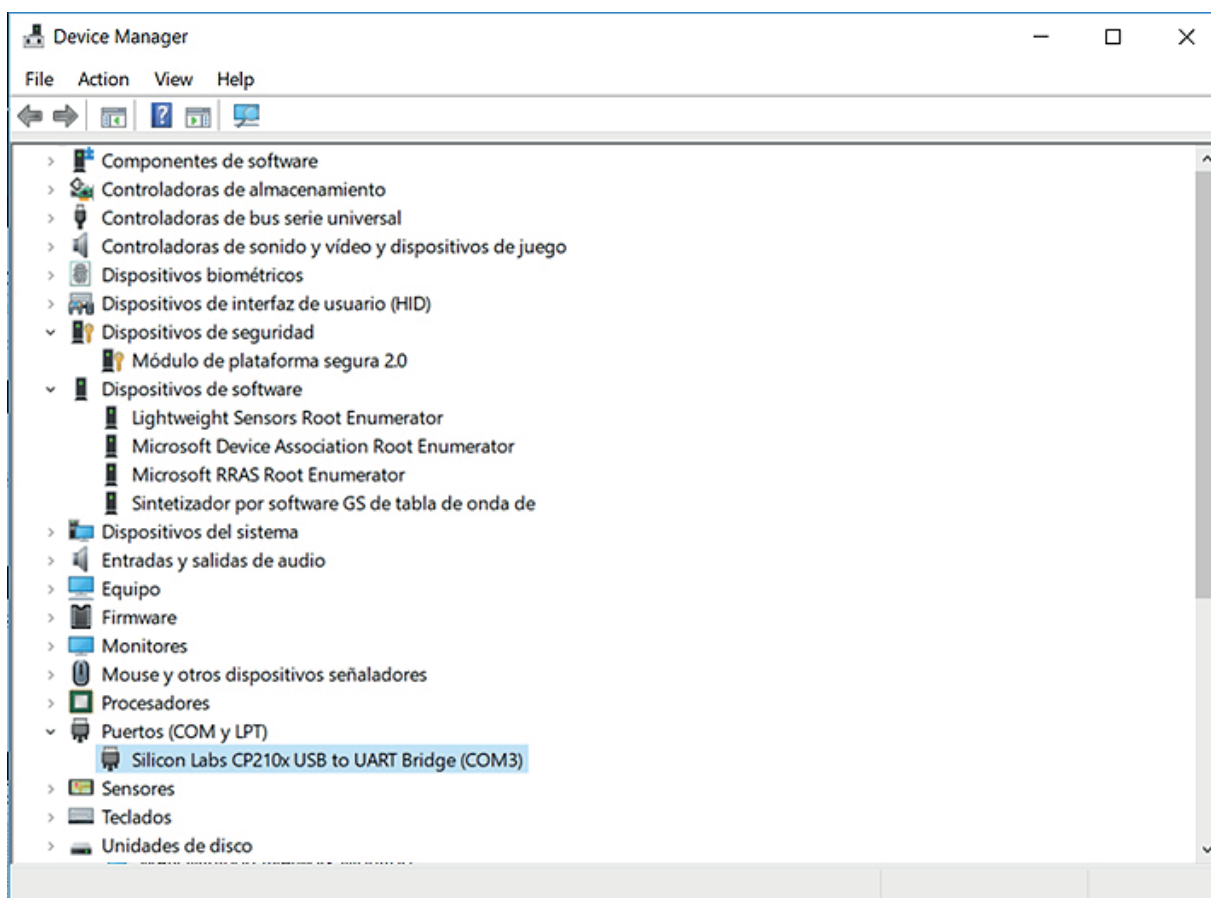 Device Manager
File Action View Help
Componentes de software
Controladoras de almacenamiento
Controladoras de bus serie universal
Controladoras de sonido y vídeo y dispositivos de juego
Dispositivos biométricos
Dispositivos de interfaz de usuario (HID)
Dispositivos de seguridad
Módulo de plataforma segura 2.0
Dispositivos de software
Lightweight Sensors Root Enumerator
Microsoft Device Association Root Enumerator
Microsoft RRAS Root Enumerator
Sintetizador por software GS de tabla de onda de
Dispositivos del sistema
Entradas y salidas de audio
Equipo
Firmware
Monitores
Mouse y otros dispositivos señaladores
Procesadores
Puertos (COM y LPT)
Silicon Labs CP210x USB to UART Bridge (COM3)
Sensores
Teclados
Unidades de disco